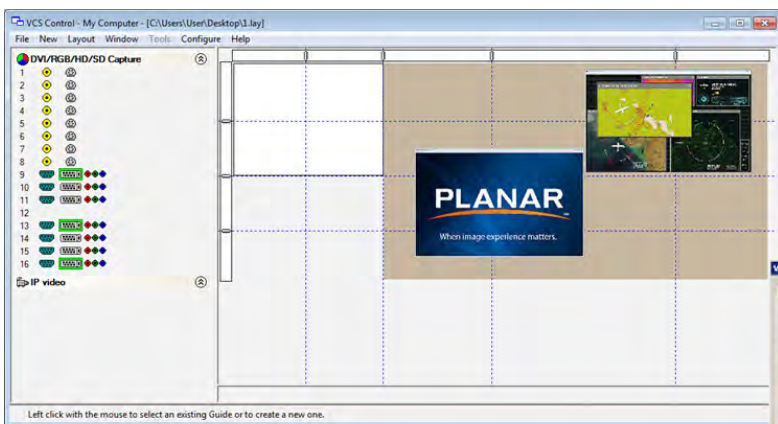 VCS Control - My Computer - [C:\Users\User\Desktop\1.lay]
File New Layout Window Tools Configure Help
DVI/RGB/HD/SD Capture
1
2
3
4
5
6
7
8
9
10
11
12
13
14
15
16
IP video
PLANAR
When image experience matters.
Left click with the mouse to select an existing Guide or to create a new one.